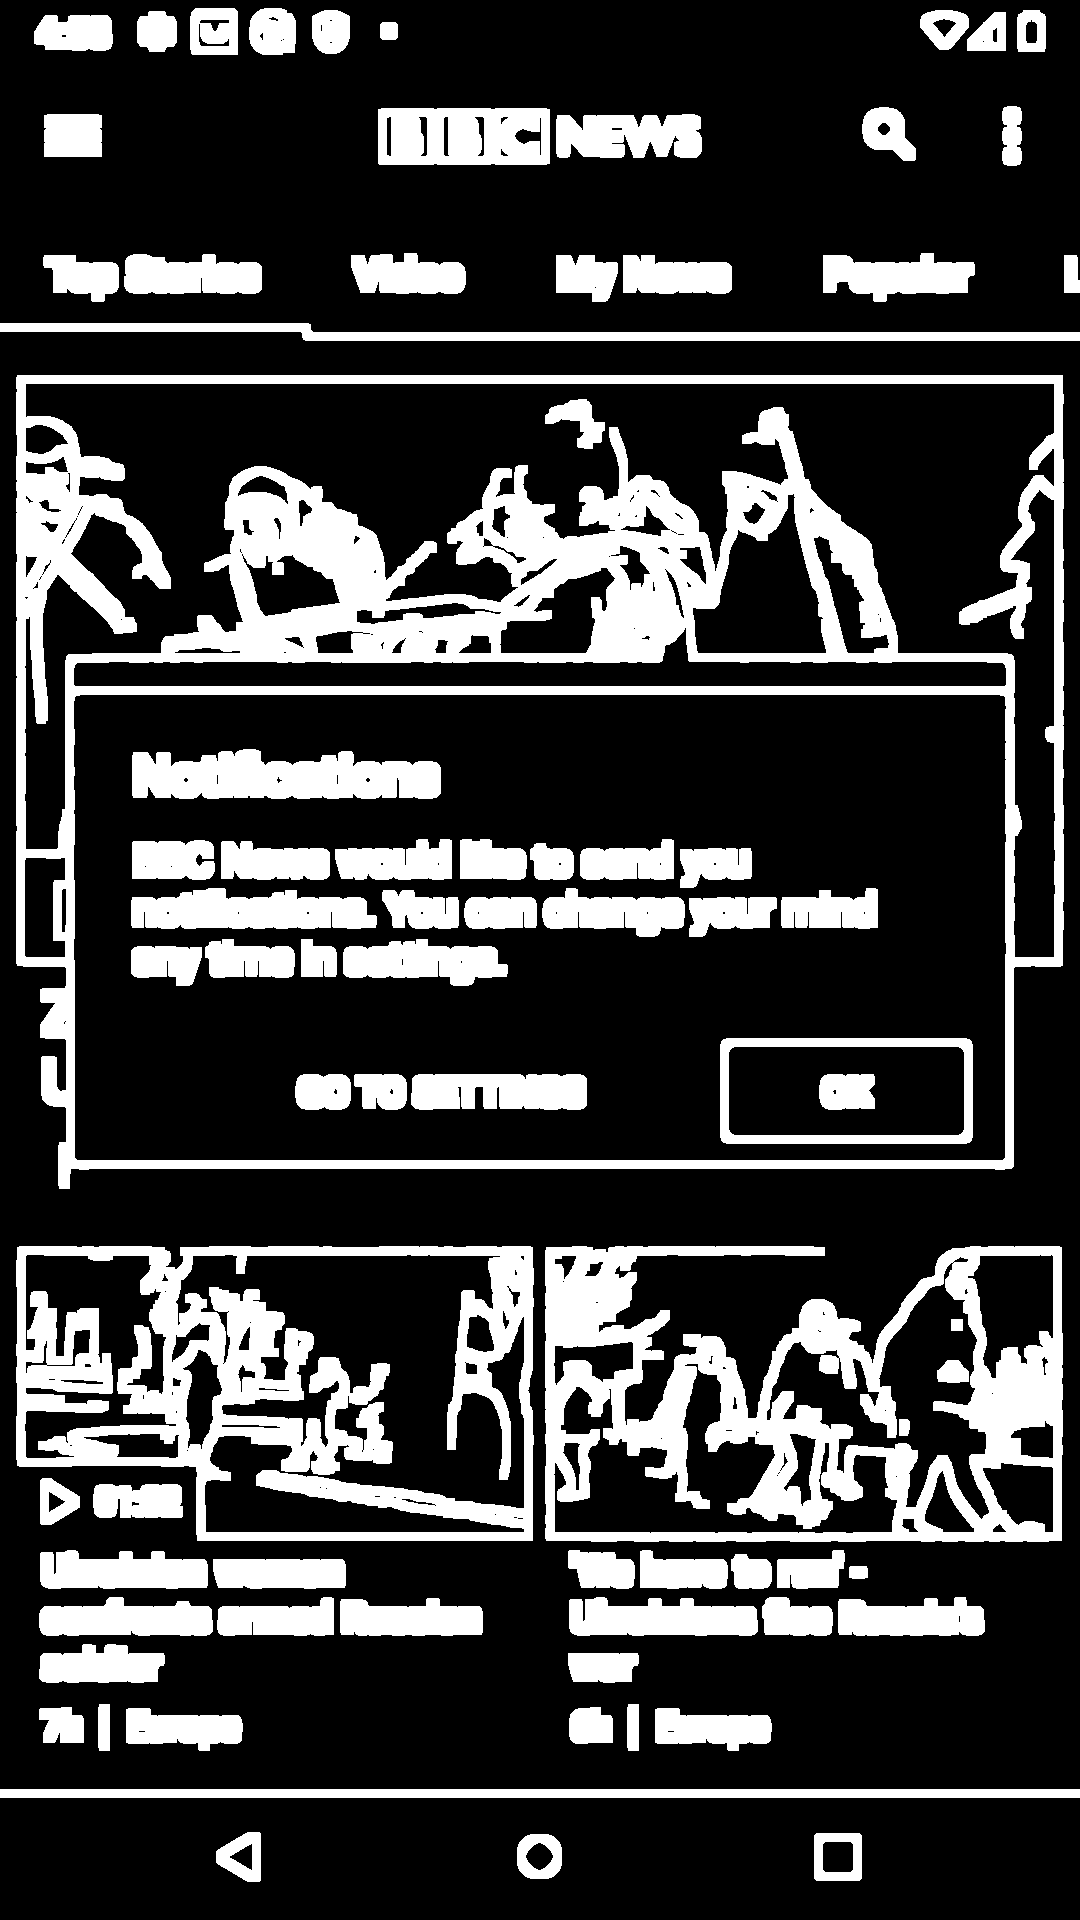 BBC NEWS
Top Stories Video My News Popular L
Notifications
BBC News would like to send you
notifications. You can change your mind
any time in settings.
GO TO SETTINGS OK
Ukrainian woman
confronts armed Russian
soldier
7h | Europe
'We have to run' -
Ukrainians flee Russia's
war
6h | Europe